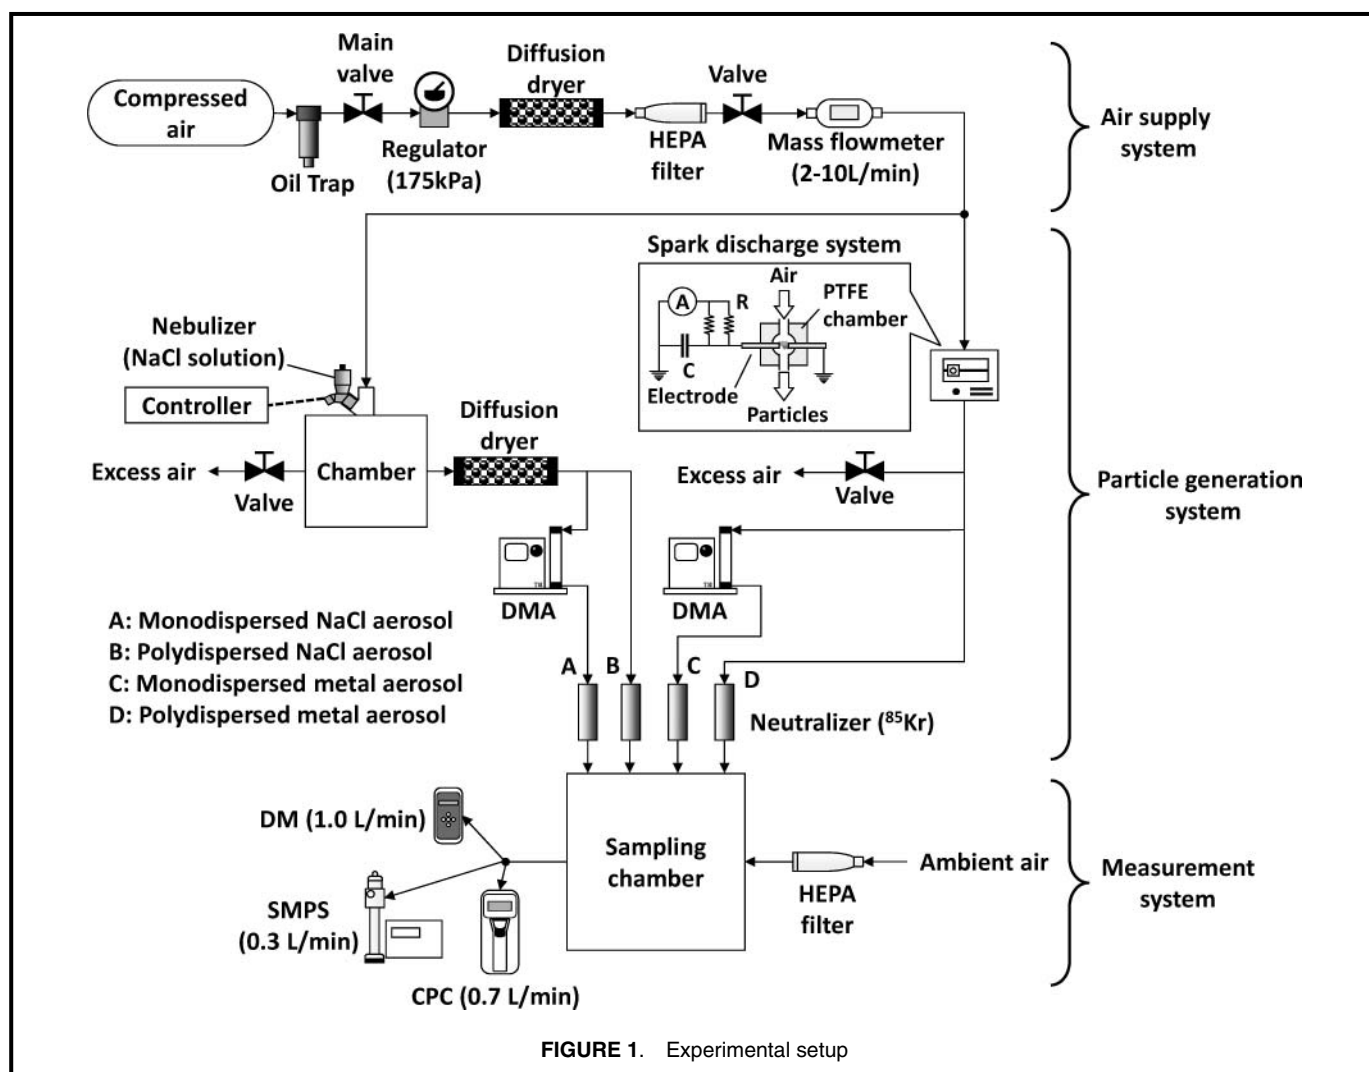 Main
valve
Diffusion
dryer
Valve
Compressed
air
Oil Trap
Regulator
(175kPa)
HEPA
filter
Mass flowmeter
(2-10L/min)
Air supply
system
Spark discharge system
Air
A
R
PTFE
chamber
C
Electrode
Particles
Nebulizer
(NaCl solution)
Controller
Diffusion
dryer
Excess air
Valve
Chamber
Excess air
Valve
Particle generation
system
TM
DMA
TM
DMA
A: Monodispersed NaCl aerosol
B: Polydispersed NaCl aerosol
C: Monodispersed metal aerosol
D: Polydispersed metal aerosol
A
B
C
D
Neutralizer (⁸⁵Kr)
DM (1.0 L/min)
SMPS
(0.3 L/min)
CPC (0.7 L/min)
Sampling
chamber
HEPA
filter
Ambient air
Measurement
system
FIGURE 1. Experimental setup